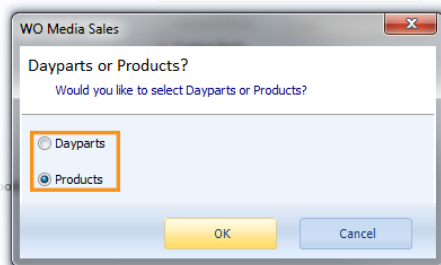 WO Media Sales
Dayparts or Products?
Would you like to select Dayparts or Products?
Dayparts
Products
OK Cancel